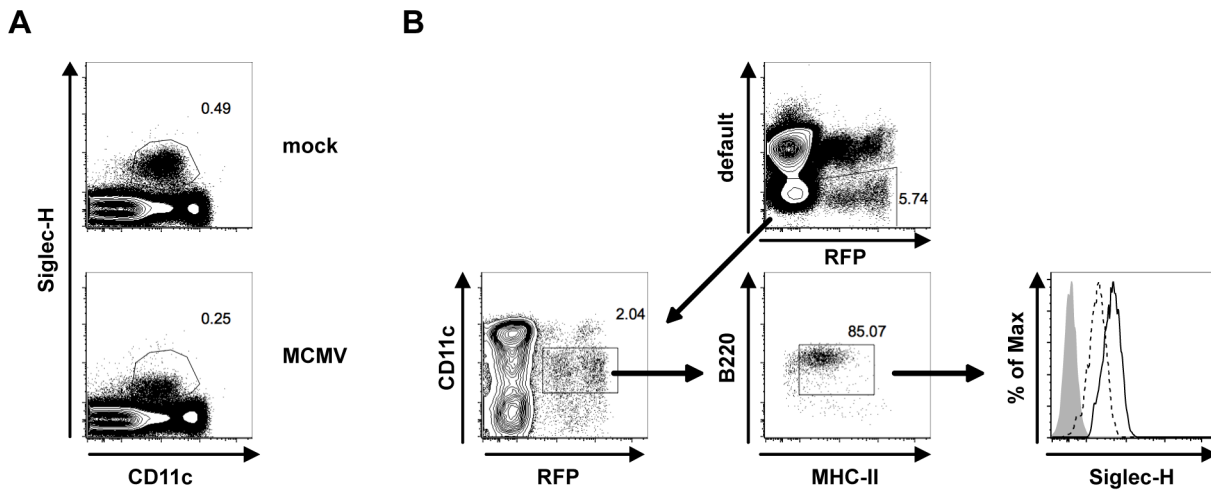 A
B
0.49
mock
Siglec-H
0.25
MCMV
CD11c
default
5.74
RFP
CD11c
2.04
RFP
B220
85.07
MHC-II
% of Max
Siglec-H